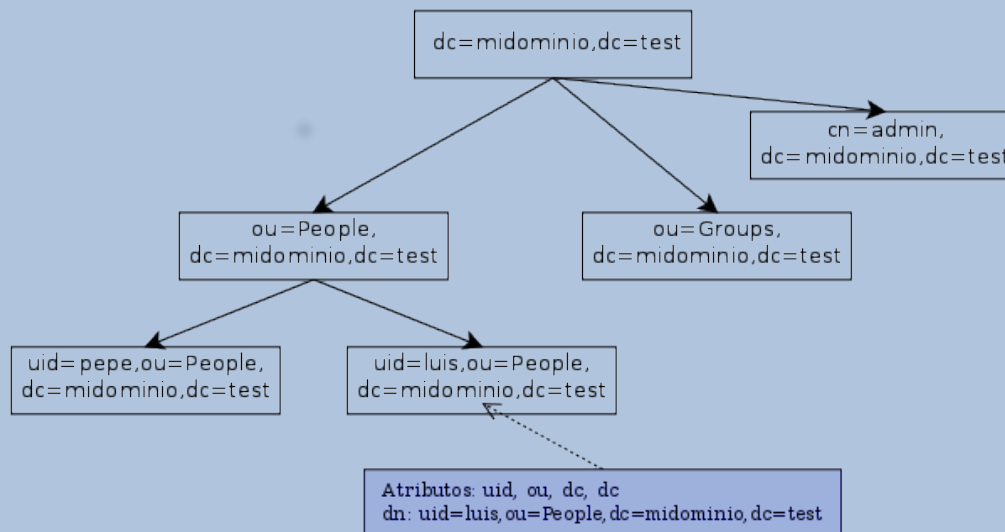 dc=midominio,dc=test
cn=admin,
dc=midominio,dc=test
ou=People,
dc=midominio,dc=test
ou=Groups,
dc=midominio,dc=test
uid=pepe,ou=People,
dc=midominio,dc=test
uid=luis,ou=People,
dc=midominio,dc=test
Atributos: uid, ou, dc, dc
dn: uid=luis,ou=People,dc=midominio,dc=test